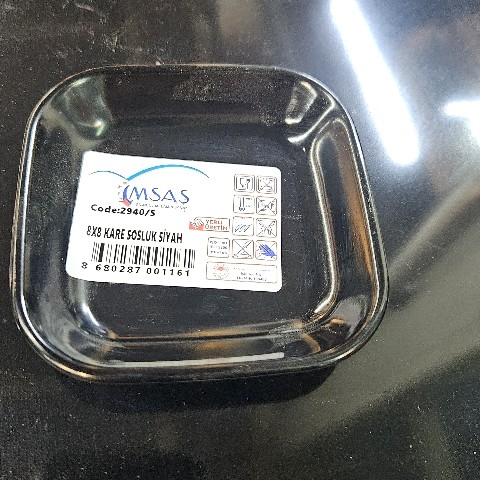 IMSAS
Code:2940/S
YERLİ
ÜRETİM
8X8 KARE SOSLUK SİYAH
8 680287 001161